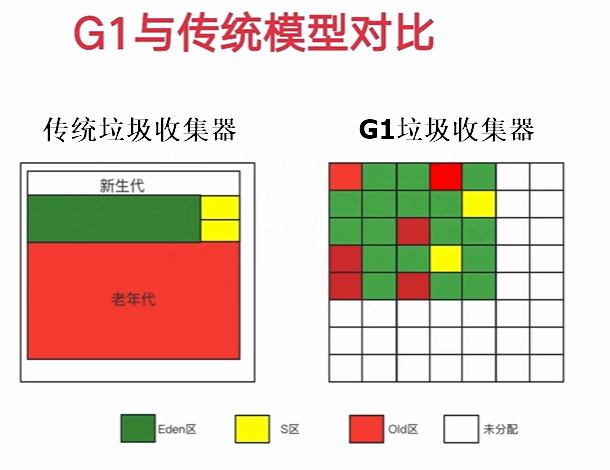 G1与传统模型对比
传统垃圾收集器
G1垃圾收集器
新生代
老年代
Eden区
S区
Old区
未分配